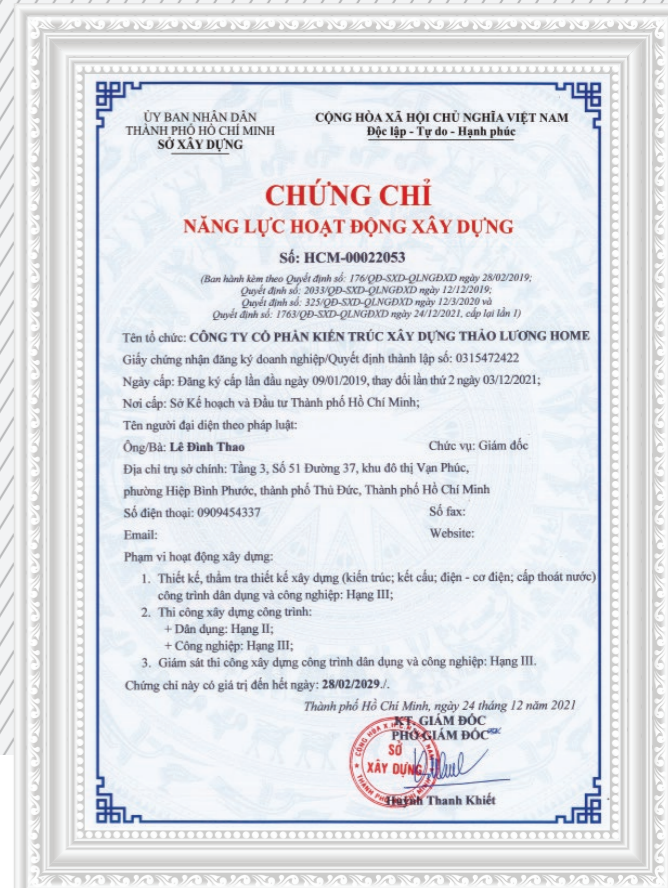 ỦY BAN NHÂN DÂN
THÀNH PHỐ HỒ CHÍ MINH
SỞ XÂY DỰNG
CỘNG HÒA XÃ HỘI CHỦ NGHĨA VIỆT NAM
Độc lập - Tự do - Hạnh phúc
CHỨNG CHỈ
NĂNG LỰC HOẠT ĐỘNG XÂY DỰNG
Số: HCM-00022053
(Ban hành kèm theo Quyết định số: 176/QĐ-SXD-QLNGĐXD ngày 28/02/2019;
Quyết định số: 2033/QĐ-SXD-QLNGĐXD ngày 12/12/2019;
Quyết định số: 325/QĐ-SXD-QLNGĐXD ngày 12/3/2020 và
Quyết định số: 1763/QĐ-SXD-QLNGĐXD ngày 24/12/2021, cấp lại lần 1)
Tên tổ chức: CÔNG TY CỔ PHẦN KIẾN TRÚC XÂY DỰNG THẢO LƯƠNG HOME
Giấy chứng nhận đăng ký doanh nghiệp/Quyết định thành lập số: 0315472422
Ngày cấp: Đăng ký cấp lần đầu ngày 09/01/2019, thay đổi lần thứ 2 ngày 03/12/2021;
Nơi cấp: Sở Kế hoạch và Đầu tư Thành phố Hồ Chí Minh;
Tên người đại diện theo pháp luật:
Ông/Bà: Lê Đình Thao Chức vụ: Giám đốc
Địa chỉ trụ sở chính: Tầng 3, Số 51 Đường 37, khu đô thị Vạn Phúc,
phường Hiệp Bình Phước, thành phố Thủ Đức, Thành phố Hồ Chí Minh
Số điện thoại: 0909454337 Số fax:
Email: Website:
Phạm vi hoạt động xây dựng:
1. Thiết kế, thẩm tra thiết kế xây dựng (kiến trúc; kết cấu; điện - cơ điện; cấp thoát nước)
công trình dân dụng và công nghiệp: Hạng III;
2. Thi công xây dựng công trình:
+ Dân dụng: Hạng II;
+ Công nghiệp: Hạng III;
3. Giám sát thi công xây dựng công trình dân dụng và công nghiệp: Hạng III.
Chứng chỉ này có giá trị đến hết ngày: 28/02/2029./.
Thành phố Hồ Chí Minh, ngày 24 tháng 12 năm 2021
KT. GIÁM ĐỐC
PHÓ GIÁM ĐỐC
SỞ
XÂY DỰNG
Huỳnh Thanh Khiết